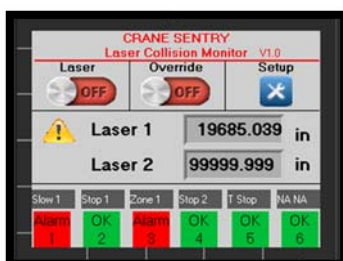 CRANE SENTRY
Laser Collision Monitor V1.0
Laser Override Setup
OFF OFF
Laser 1 19685.039 in
Laser 2 99999.999 in
Slow 1 Stop 1 Zone 1 Stop 2 T Stop NA NA
Alarm OK Alarm OK OK OK
1 2 3 4 5 6